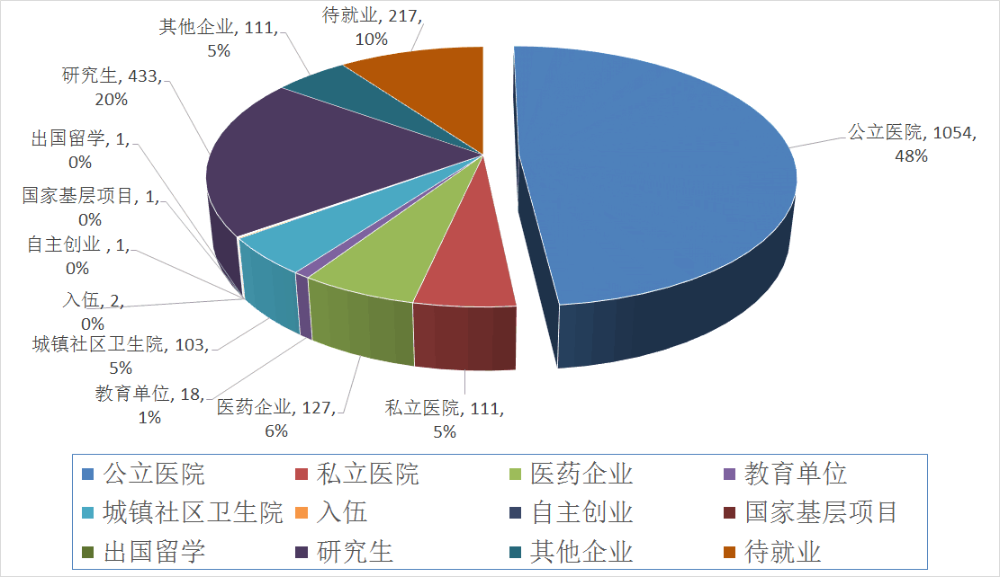 待就业, 217,
10%
其他企业, 111,
5%
研究生, 433,
20%
出国留学, 1,
0%
国家基层项目, 1,
0%
自主创业 , 1,
0%
入伍, 2,
0%
城镇社区卫生院, 103,
5%
教育单位, 18,
1%
医药企业, 127,
6%
私立医院, 111,
5%
公立医院, 1054,
48%
公立医院 私立医院 医药企业 教育单位
城镇社区卫生院 入伍 自主创业 国家基层项目
出国留学 研究生 其他企业 待就业